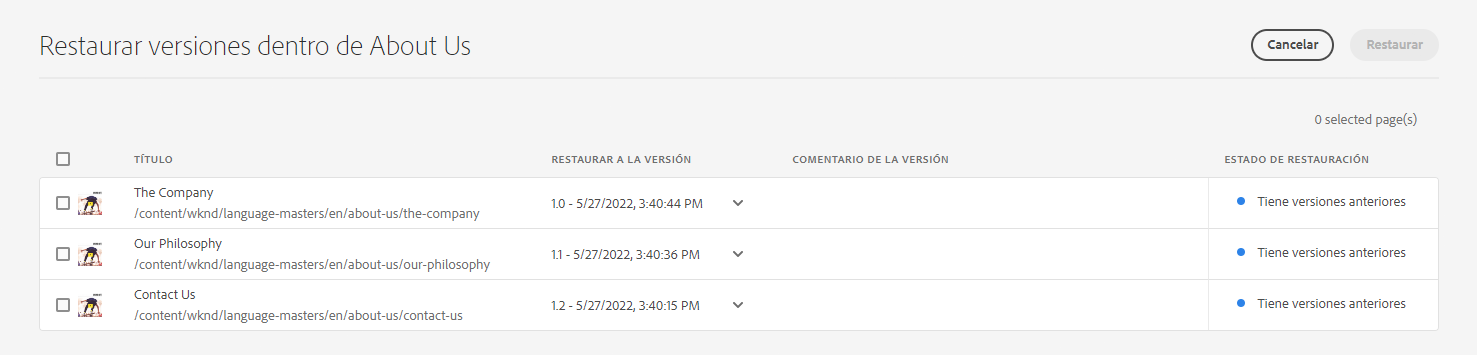 Restaurar versiones dentro de About Us
Cancelar
Restaurar
0 selected page(s)
TÍTULO
RESTAURAR A LA VERSIÓN
COMENTARIO DE LA VERSIÓN
ESTADO DE RESTAURACIÓN
The Company
/content/wknd/language-masters/en/about-us/the-company
1.0 - 5/27/2022, 3:40:44 PM
Tiene versiones anteriores
Our Philosophy
/content/wknd/language-masters/en/about-us/our-philosophy
1.1 - 5/27/2022, 3:40:36 PM
Tiene versiones anteriores
Contact Us
/content/wknd/language-masters/en/about-us/contact-us
1.2 - 5/27/2022, 3:40:15 PM
Tiene versiones anteriores